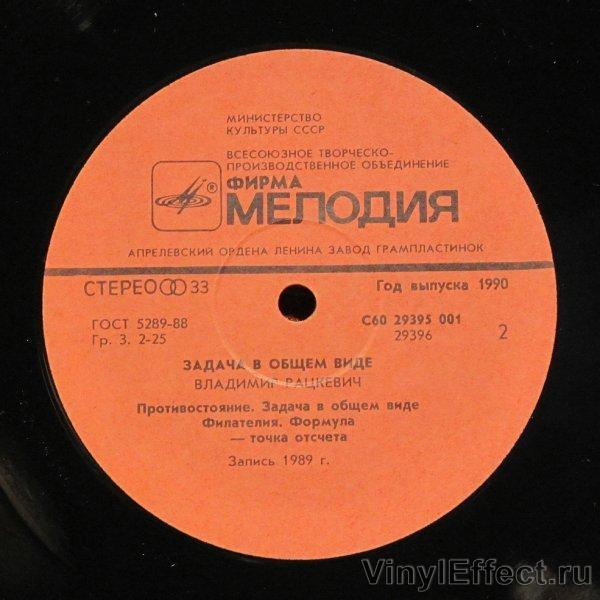 МИНИСТЕРСТВО
КУЛЬТУРЫ СССР
ВСЕСОЮЗНОЕ ТВОРЧЕСКО-
ПРОИЗВОДСТВЕННОЕ ОБЪЕДИНЕНИЕ
®
ФИРМА
МЕЛОДИЯ
АПРЕЛЕВСКИЙ ОРДЕНА ЛЕНИНА ЗАВОД ГРАМПЛАСТИНОК
СТЕРЕО 33
Год выпуска 1990
ГОСТ 5289-88
С60 29395 001
Гр. 3. 2-25
29396
2
ЗАДАЧА В ОБЩЕМ ВИДЕ
ВЛАДИМИР РАЦКЕВИЧ
Противостояние. Задача в общем виде
Филателия. Формула
— точка отсчета
Запись 1989 г.
VinylEffect.ru